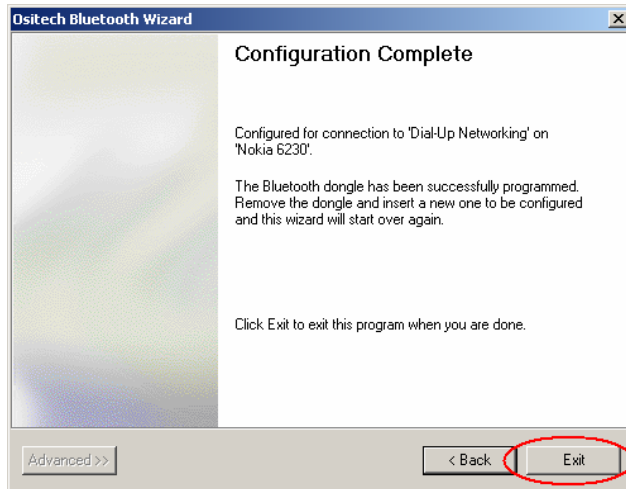 Ositech Bluetooth Wizard
Configuration Complete
Configured for connection to 'Dial-Up Networking' on
'Nokia 6230'.
The Bluetooth dongle has been successfully programmed.
Remove the dongle and insert a new one to be configured
and this wizard will start over again.
Click Exit to exit this program when you are done.
Advanced >>
< Back
Exit